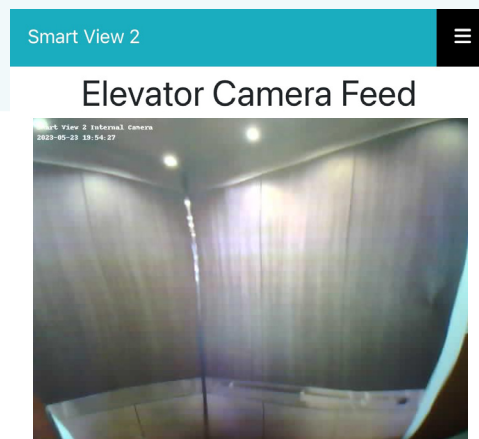 Smart View 2
Elevator Camera Feed
Smart View 2 Internal Camera
2023-05-23 19:54:27